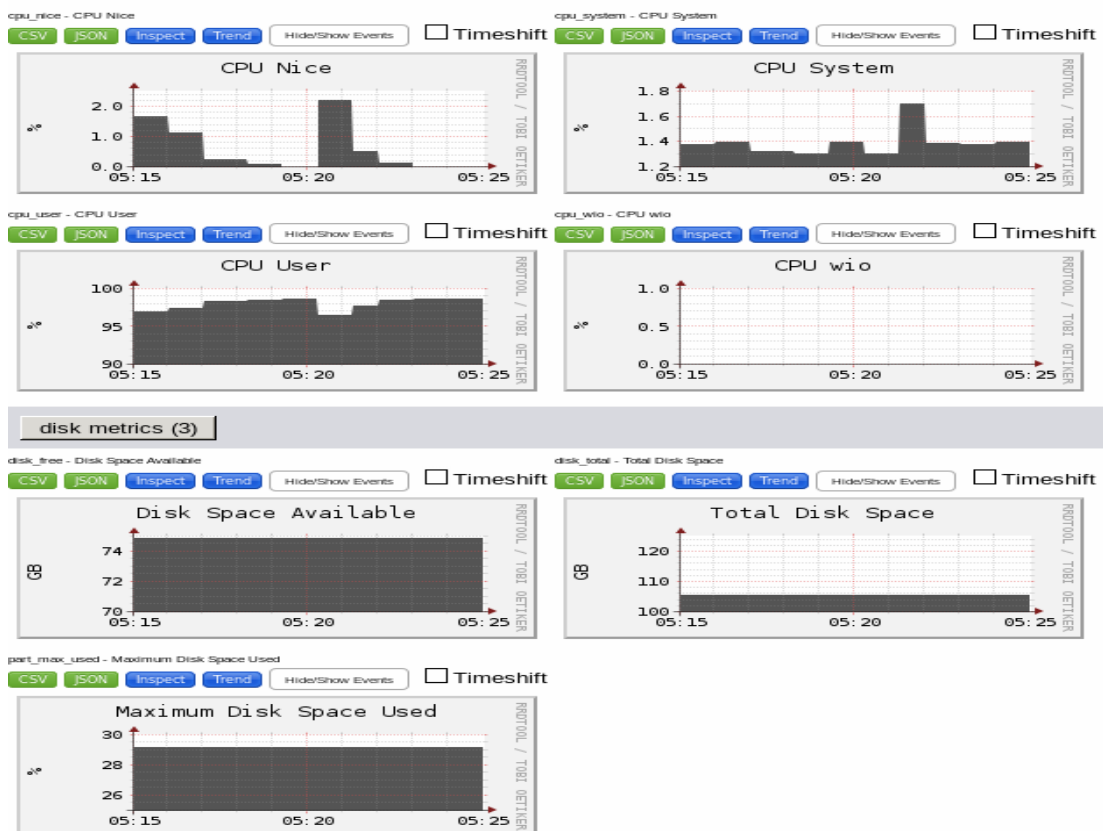 cpu_nice - CPU Nice
CSV JSON Inspect Trend Hide/Show Events Timeshift
CPU Nice
%
2.0
1.0
0.0
05:15 05:20 05:25
RRDTOOL / TOBI OETIKER
cpu_system - CPU System
CSV JSON Inspect Trend Hide/Show Events Timeshift
CPU System
%
1.8
1.6
1.4
1.2
05:15 05:20 05:25
RRDTOOL / TOBI OETIKER
cpu_user - CPU User
CSV JSON Inspect Trend Hide/Show Events Timeshift
CPU User
%
100
95
90
05:15 05:20 05:25
RRDTOOL / TOBI OETIKER
cpu_wio - CPU wio
CSV JSON Inspect Trend Hide/Show Events Timeshift
CPU wio
%
1.0
0.5
0.0
05:15 05:20 05:25
RRDTOOL / TOBI OETIKER
disk metrics (3)
disk_free - Disk Space Available
CSV JSON Inspect Trend Hide/Show Events Timeshift
Disk Space Available
GB
74
72
70
05:15 05:20 05:25
RRDTOOL / TOBI OETIKER
disk_total - Total Disk Space
CSV JSON Inspect Trend Hide/Show Events Timeshift
Total Disk Space
GB
120
110
100
05:15 05:20 05:25
RRDTOOL / TOBI OETIKER
part_max_used - Maximum Disk Space Used
CSV JSON Inspect Trend Hide/Show Events Timeshift
Maximum Disk Space Used
%
30
28
26
05:15 05:20 05:25
RRDTOOL / TOBI OETIKER